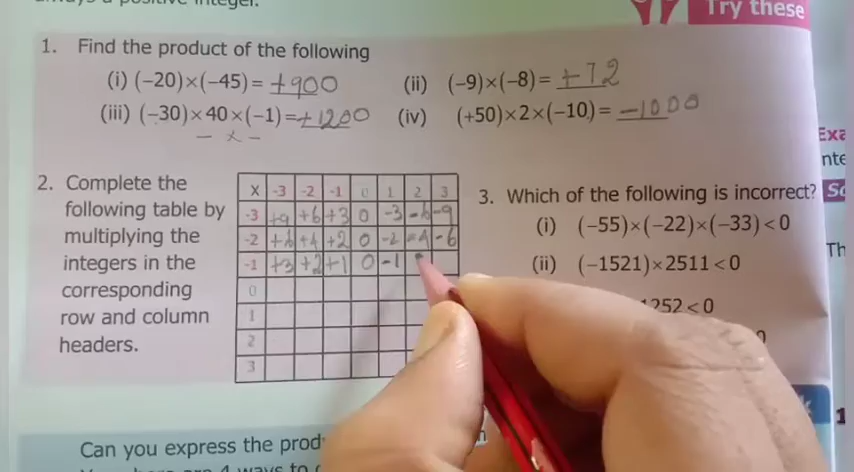 always a positive integer.
Try these
1. Find the product of the following
(i) (−20)×(−45)= +900 (ii) (−9)×(−8)= +72
(iii) (−30)×40×(−1)=+1200 (iv) (+50)×2×(−10)= −1000
− × −
2. Complete the
following table by
multiplying the
integers in the
corresponding
row and column
headers.
X -3 -2 -1 0 1 2 3
-3 +9 +6 +3 0 -3 -6 -9
-2 +6 +4 +2 0 -2 -4 -6
-1 +3 +2 +1 0 -1
0
1
2
3
3. Which of the following is incorrect?
(i) (−55)×(−22)×(−33)<0
(ii) (−1521)×2511<0
1252<0
Can you express the prod